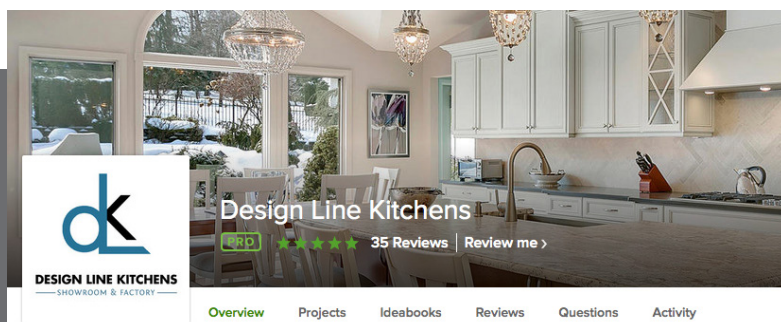 Design Line Kitchens
PRO 35 Reviews Review me ›
dLK
DESIGN LINE KITCHENS
SHOWROOM & FACTORY
Overview Projects Ideabooks Reviews Questions Activity